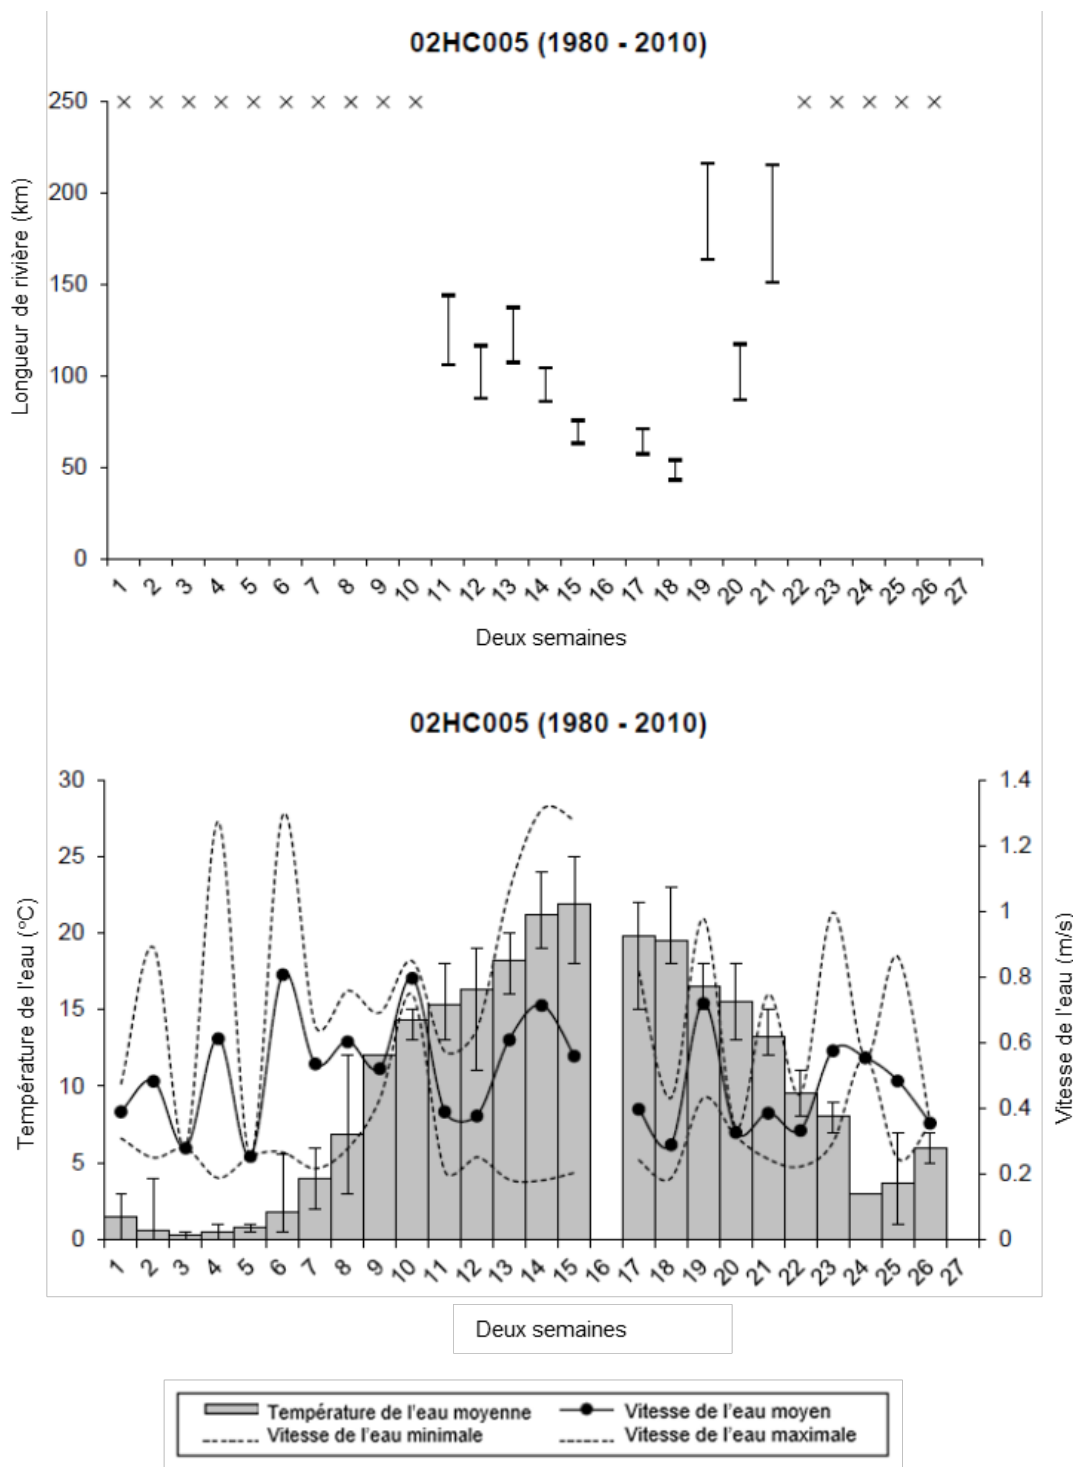 02HC005 (1980 - 2010)
250
200
150
100
50
0
Longueur de rivière (km)
1 2 3 4 5 6 7 8 9 10 11 12 13 14 15 16 17 18 19 20 21 22 23 24 25 26 27
Deux semaines
02HC005 (1980 - 2010)
30
25
20
15
10
5
0
Température de l'eau (°C)
1.4
1.2
1
0.8
0.6
0.4
0.2
0
Vitesse de l'eau (m/s)
1 2 3 4 5 6 7 8 9 10 11 12 13 14 15 16 17 18 19 20 21 22 23 24 25 26 27
Deux semaines
Température de l'eau moyenne
Vitesse de l'eau moyen
Vitesse de l'eau minimale
Vitesse de l'eau maximale